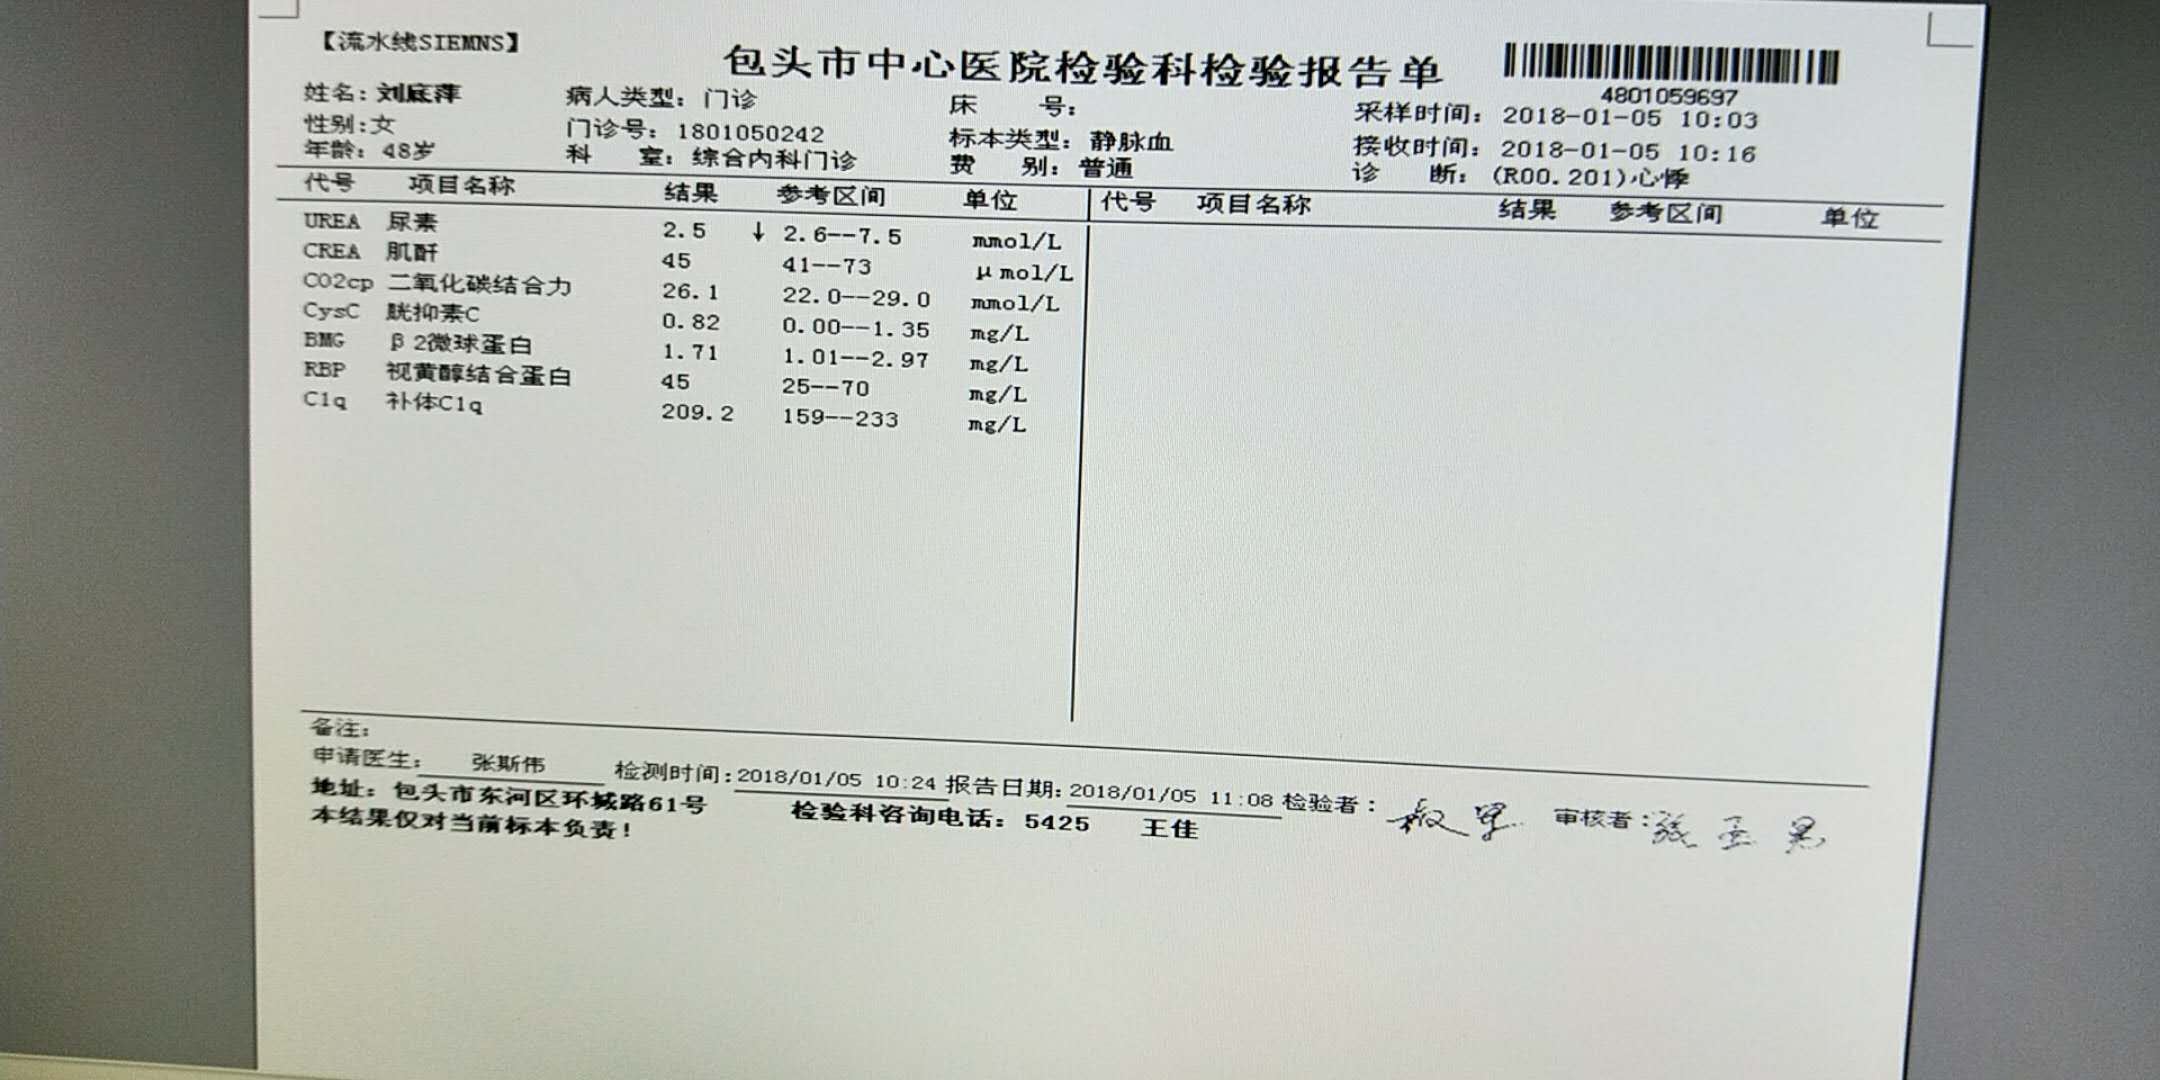 【流水线SIEMNS】
包头市中心医院检验科检验报告单
4801059697
姓名: 刘底萍 病人类型: 门诊 床 号: 采样时间: 2018-01-05 10:03
性别:女 门诊号: 1801050242 标本类型: 静脉血 接收时间: 2018-01-05 10:16
年龄: 48岁 科 室: 综合内科门诊 费 别: 普通 诊 断: (R00.201)心悸
代号 项目名称 结果 参考区间 单位 代号 项目名称 结果 参考区间 单位
UREA 尿素 2.5 ↓ 2.6--7.5 mmol/L
CREA 肌酐 45 41--73 μmol/L
CO2cp 二氧化碳结合力 26.1 22.0--29.0 mmol/L
CysC 胱抑素C 0.82 0.00--1.35 mg/L
BMG β2微球蛋白 1.71 1.01--2.97 mg/L
RBP 视黄醇结合蛋白 45 25--70 mg/L
C1q 补体C1q 209.2 159--233 mg/L
备注:
申请医生: 张斯伟 检测时间:2018/01/05 10:24 报告日期:2018/01/05 11:08 检验者: 审核者:
地址: 包头市东河区环城路61号 检验科咨询电话: 5425 王佳
本结果仅对当前标本负责!